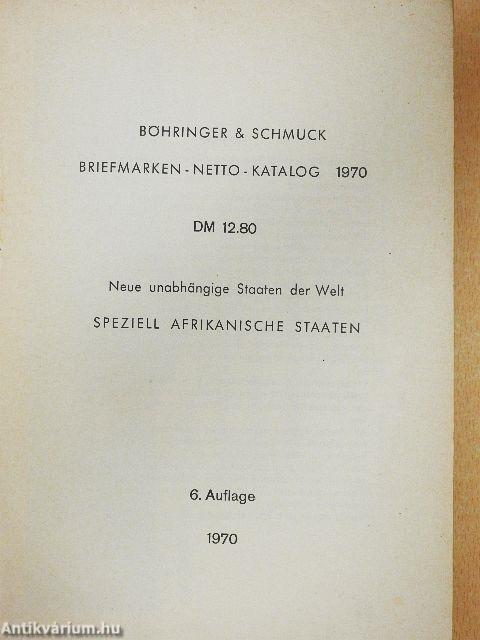 BÖHRINGER & SCHMUCK
BRIEFMARKEN-NETTO-KATALOG 1970
DM 12.80
Neue unabhängige Staaten der Welt
SPEZIELL AFRIKANISCHE STAATEN
6. Auflage
1970
Antikvárium.hu